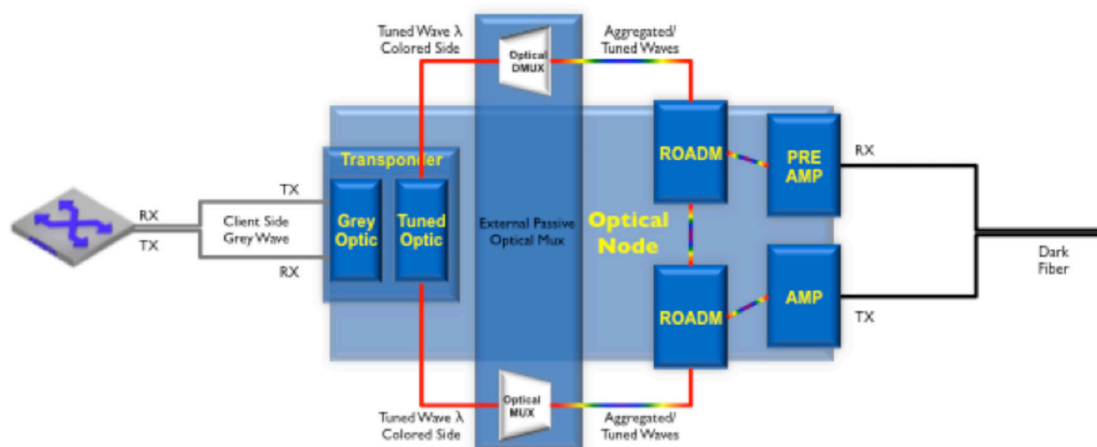 Tuned Wave λ
Colored Side
Optical
DMUX
Aggregated/
Tuned Waves
Transponder
ROADM
PRE
AMP
RX
TX
RX
TX
Client Side
Grey Wave
RX
Grey
Optic
Tuned
Optic
External Passive
Optical Mux
Optical
Node
Dark
Fiber
ROADM
AMP
TX
Tuned Wave λ
Colored Side
Optical
MUX
Aggregated/
Tuned Waves